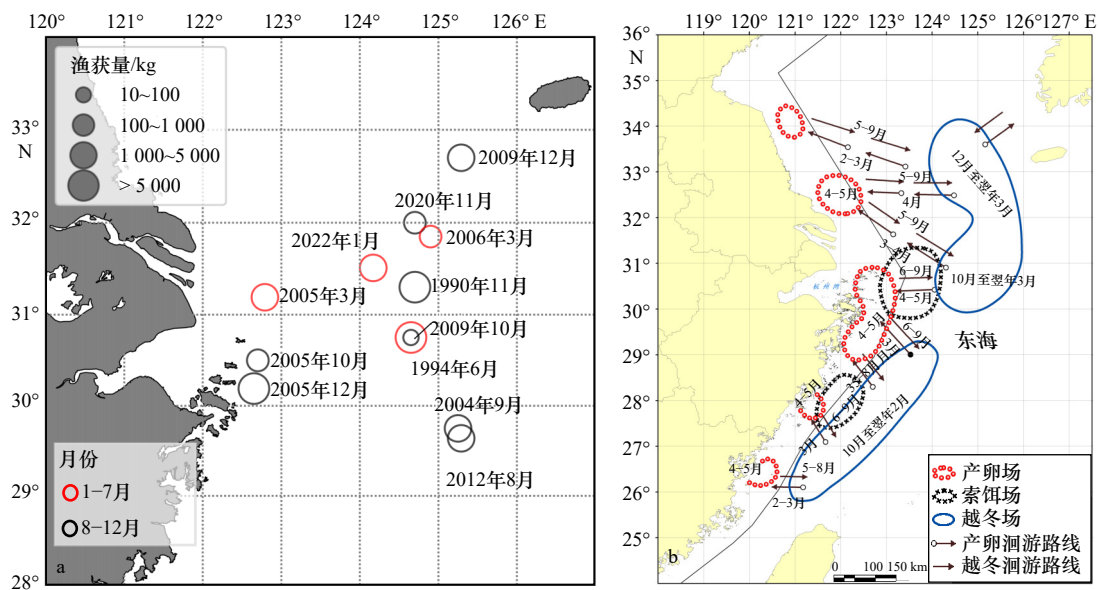 120°
121°
122°
123°
124°
125°
126° E
33°
N
32°
31°
30°
29°
28°
渔获量/kg
10~100
100~1 000
1 000~5 000
> 5 000
2009年12月
2020年11月
2006年3月
2022年1月
1990年11月
2005年3月
2009年10月
1994年6月
2005年10月
2005年12月
2004年9月
2012年8月
月份
1−7月
8−12月
a
119°
120°
121°
122°
123°
124°
125°
126°
127° E
36°
N
35°
34°
33°
32°
31°
30°
29°
28°
27°
26°
25°
5−9月
2−3月
5−9月
4−5月
4月
5−9月
12月至翌年3月
6−9月
4−5月
10月至翌年3月
杭州湾
4−5月
3月
6−9月
东海
4−5月
6−9月
3月
10月至翌年2月
4−5月
5−8月
2−3月
产卵场
索饵场
越冬场
产卵洄游路线
越冬洄游路线
b
0 100 150 km